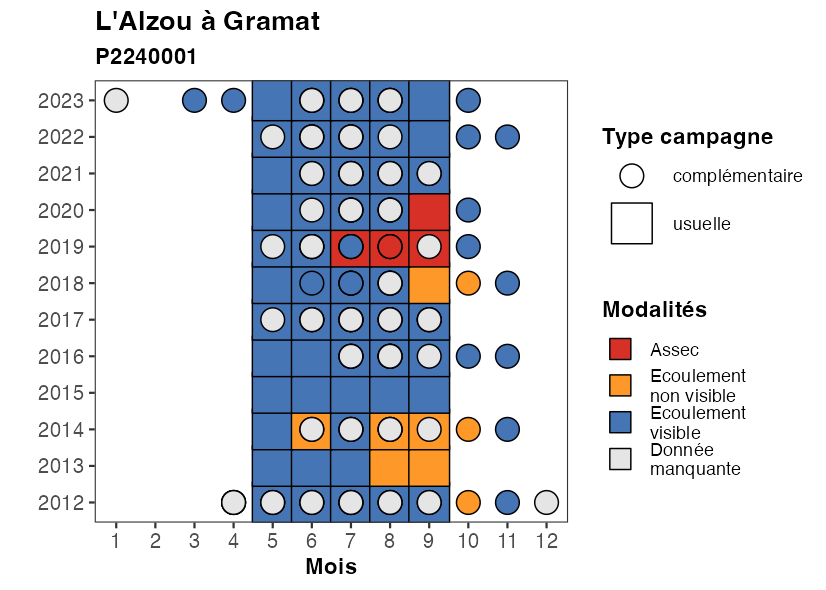 L'Alzou à Gramat
P2240001
2023
2022
2021
2020
2019
2018
2017
2016
2015
2014
2013
2012
1 2 3 4 5 6 7 8 9 10 11 12
Mois
Type campagne
complémentaire
usuelle
Modalités
Assec
Ecoulement
non visible
Ecoulement
visible
Donnée
manquante